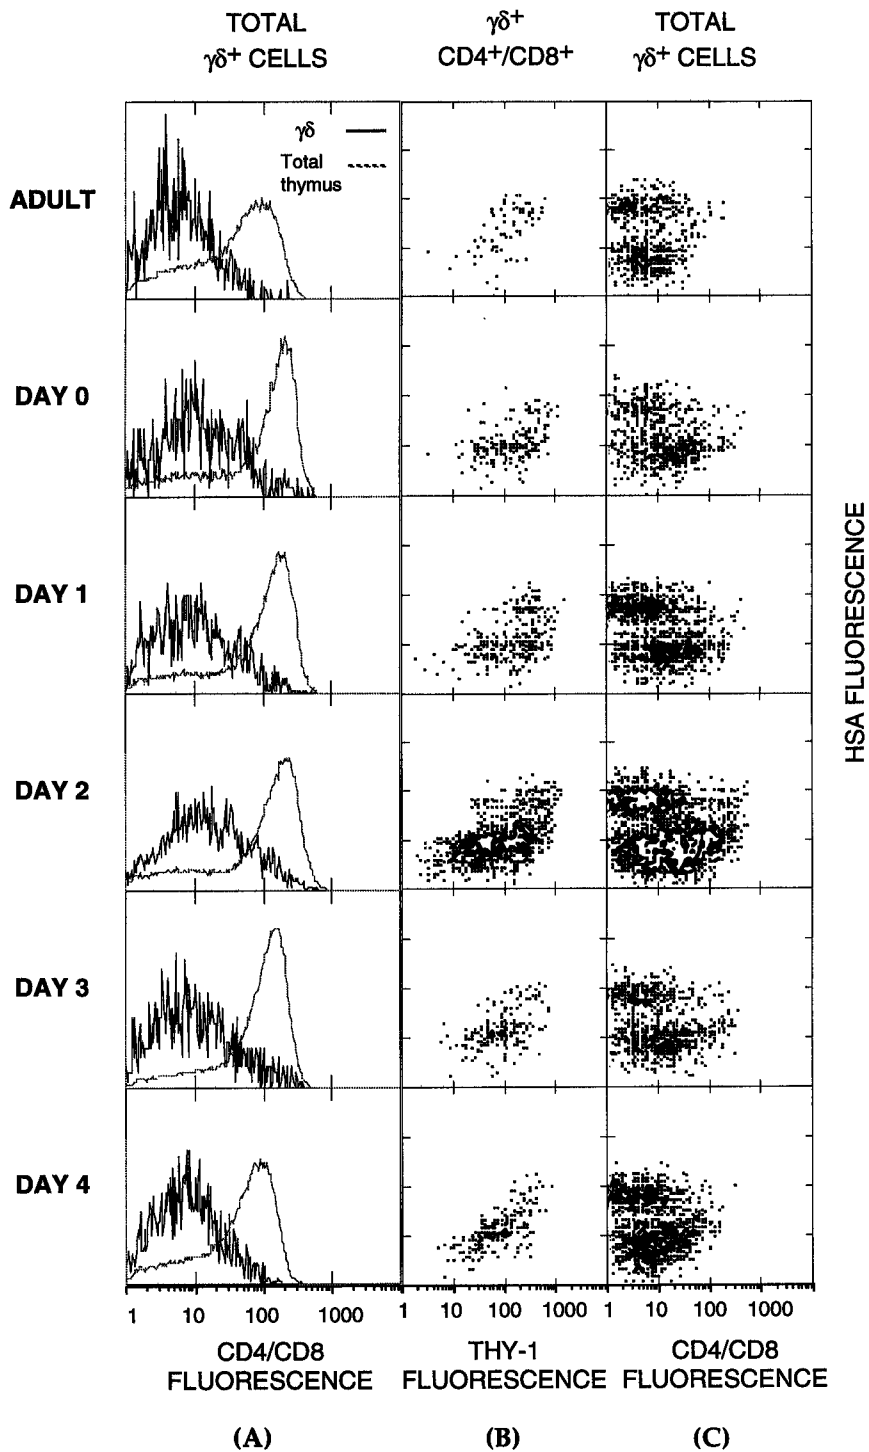 TOTAL
γδ+ CELLS
γδ+
CD4+/CD8+
TOTAL
γδ+ CELLS
γδ
Total
thymus
ADULT
DAY 0
DAY 1
DAY 2
DAY 3
DAY 4
HSA FLUORESCENCE
1 10 100 1000
1 10 100 1000
1 10 100 1000
CD4/CD8
FLUORESCENCE
THY-1
FLUORESCENCE
CD4/CD8
FLUORESCENCE
(A)
(B)
(C)